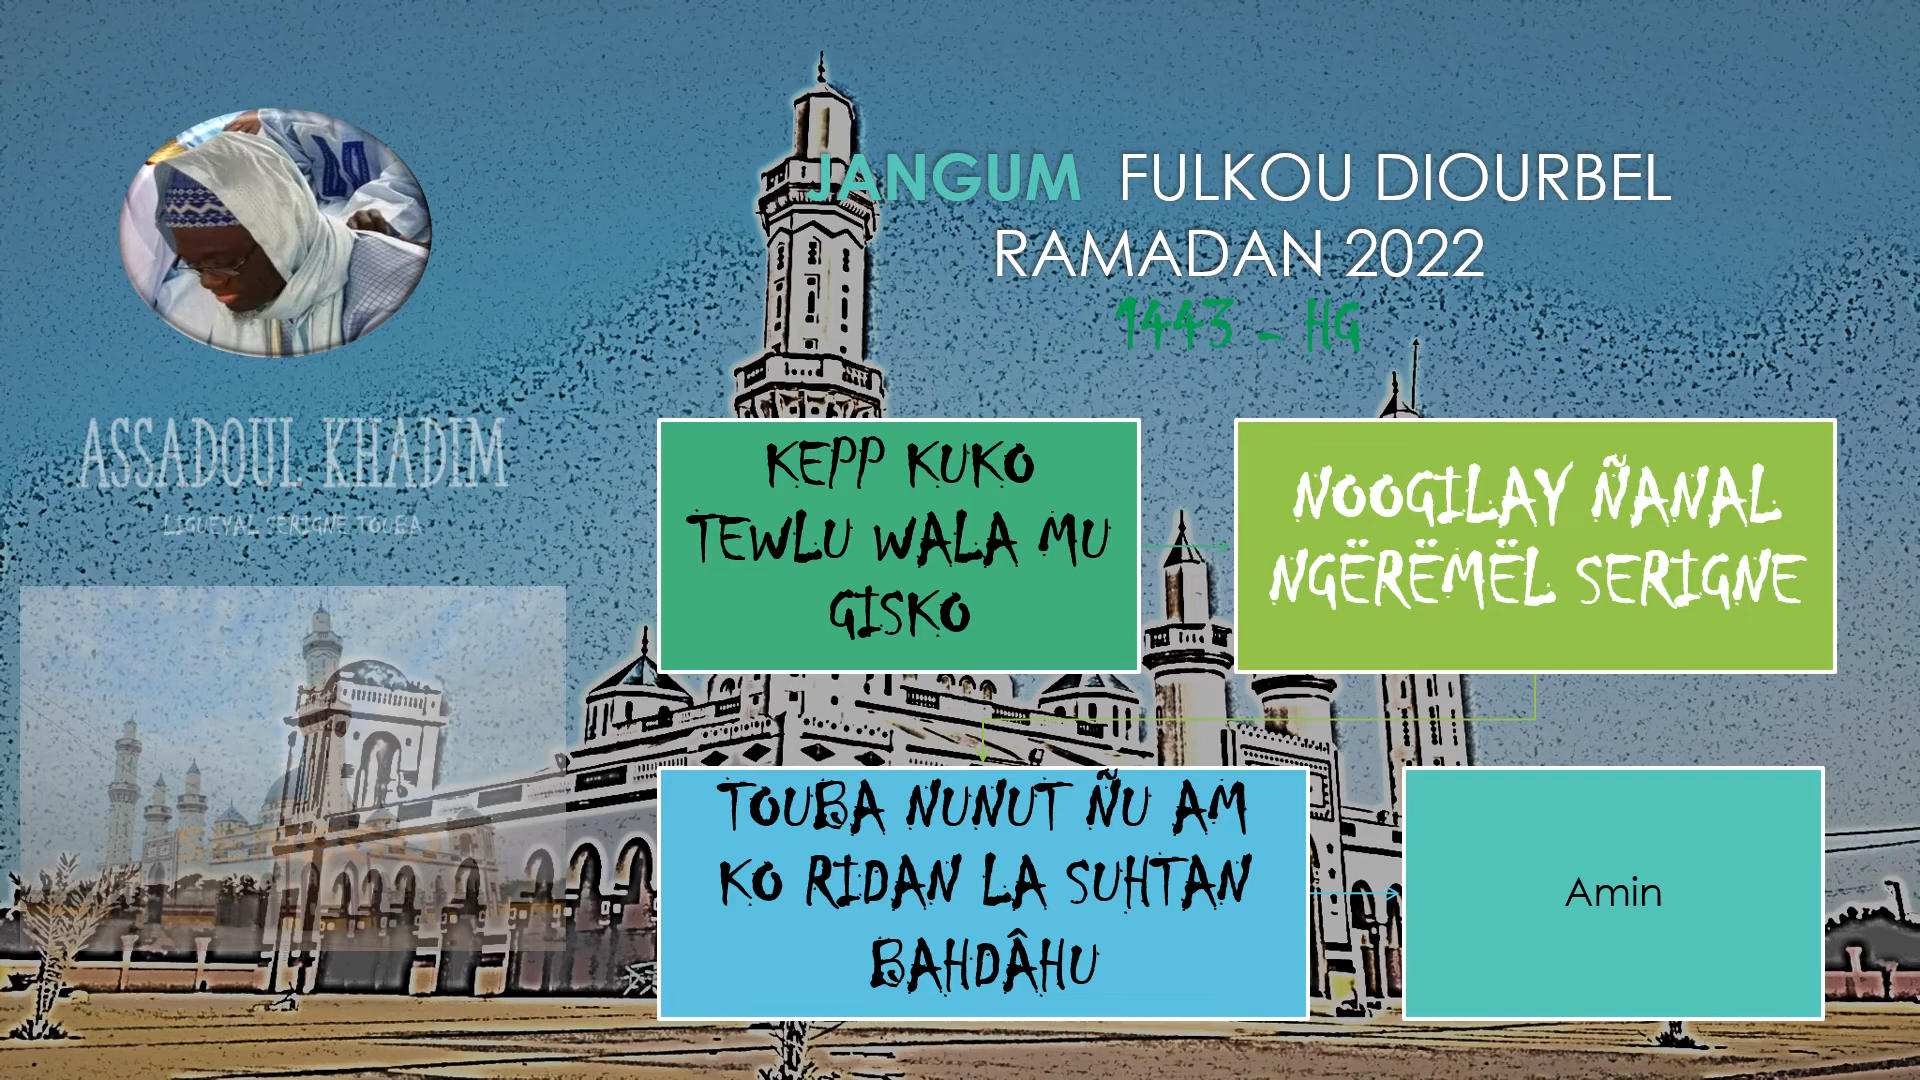 JANGUM FULKOU DIOURBEL
RAMADAN 2022
1443 - HG
ASSADOUL KHADIM
LIGUEYAL SERIGNE TOUBA
KEPP KUKO
TEWLU WALA MU
GISKO
NOOGILAY ÑANAL
NGËRËMËL SERIGNE
TOUBA NUNUT ÑU AM
KO RIDAN LA SUHTAN
BAHDÂHU
Amin